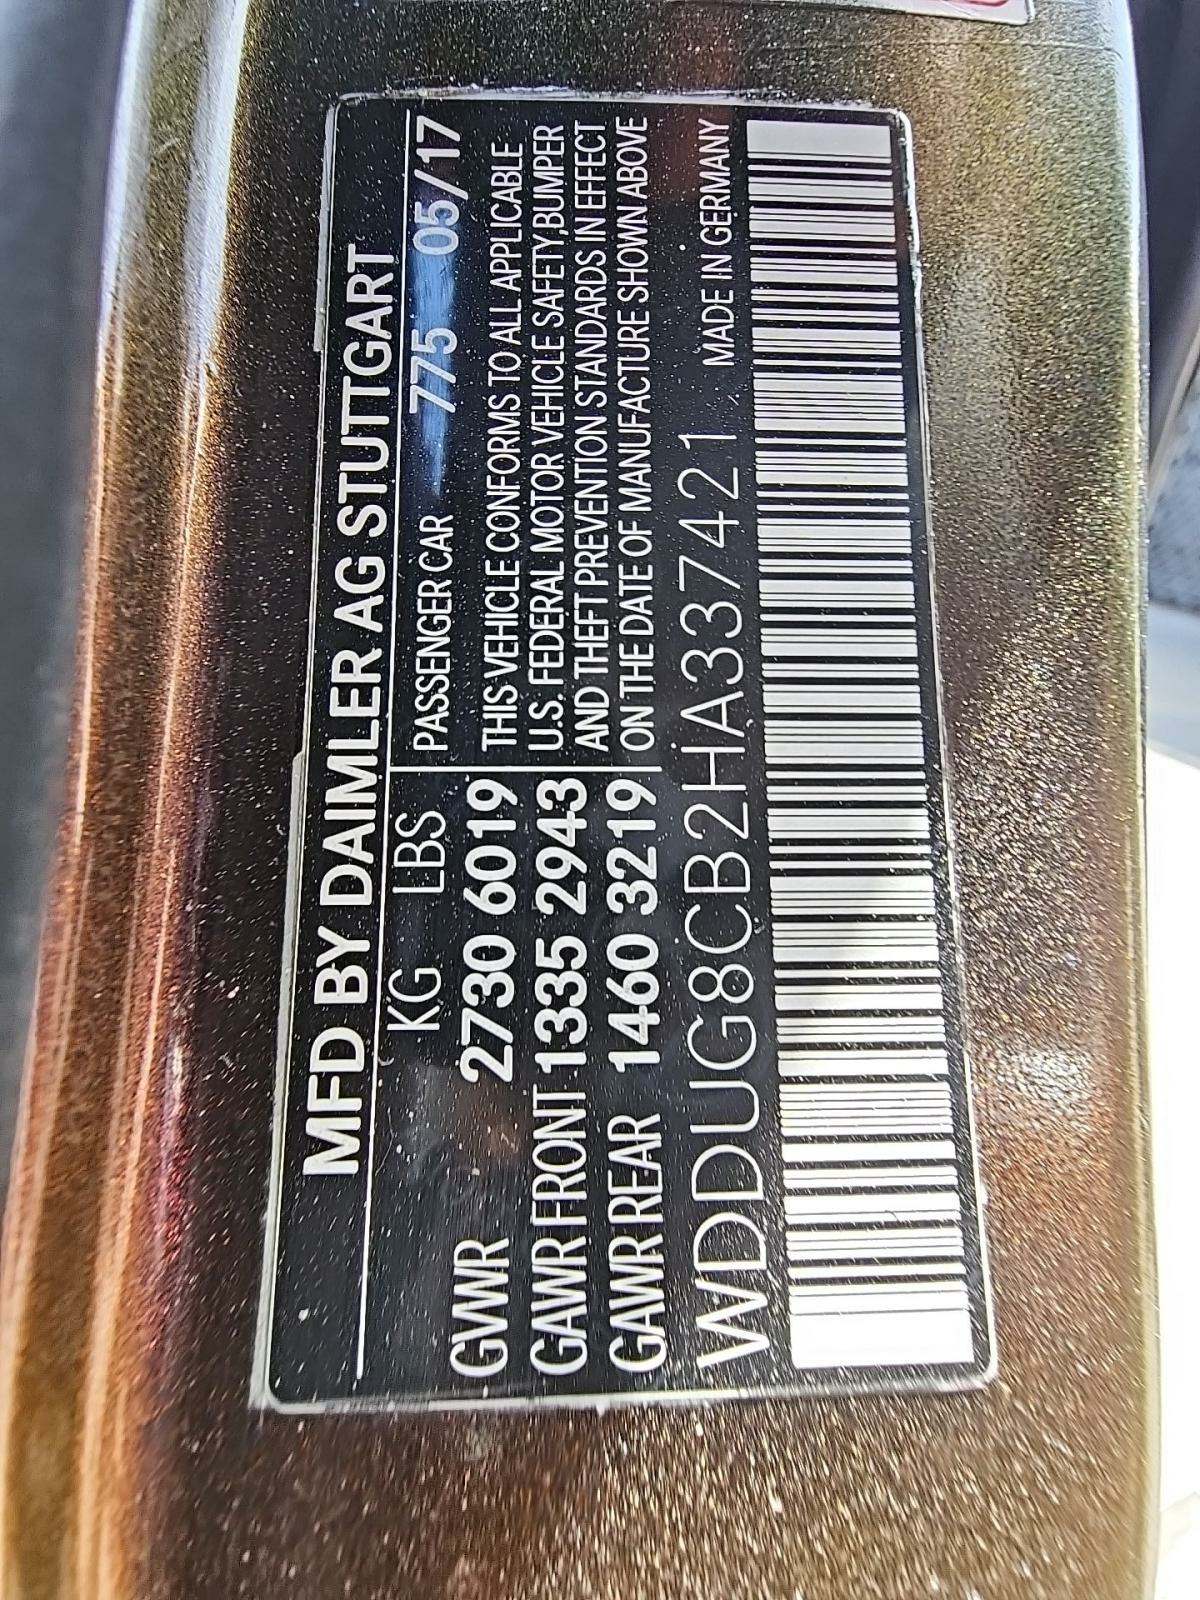 MFD BY DAIMLER AG STUTTGART
KG LBS PASSENGER CAR 775 05/17
GVWR 2730 6019 THIS VEHICLE CONFORMS TO ALL APPLICABLE
U.S. FEDERAL MOTOR VEHICLE SAFETY,BUMPER
GAWR FRONT 1335 2943 AND THEFT PREVENTION STANDARDS IN EFFECT
GAWR REAR 1460 3219 ON THE DATE OF MANUFACTURE SHOWN ABOVE
WDDUG8CB2HA337421 MADE IN GERMANY